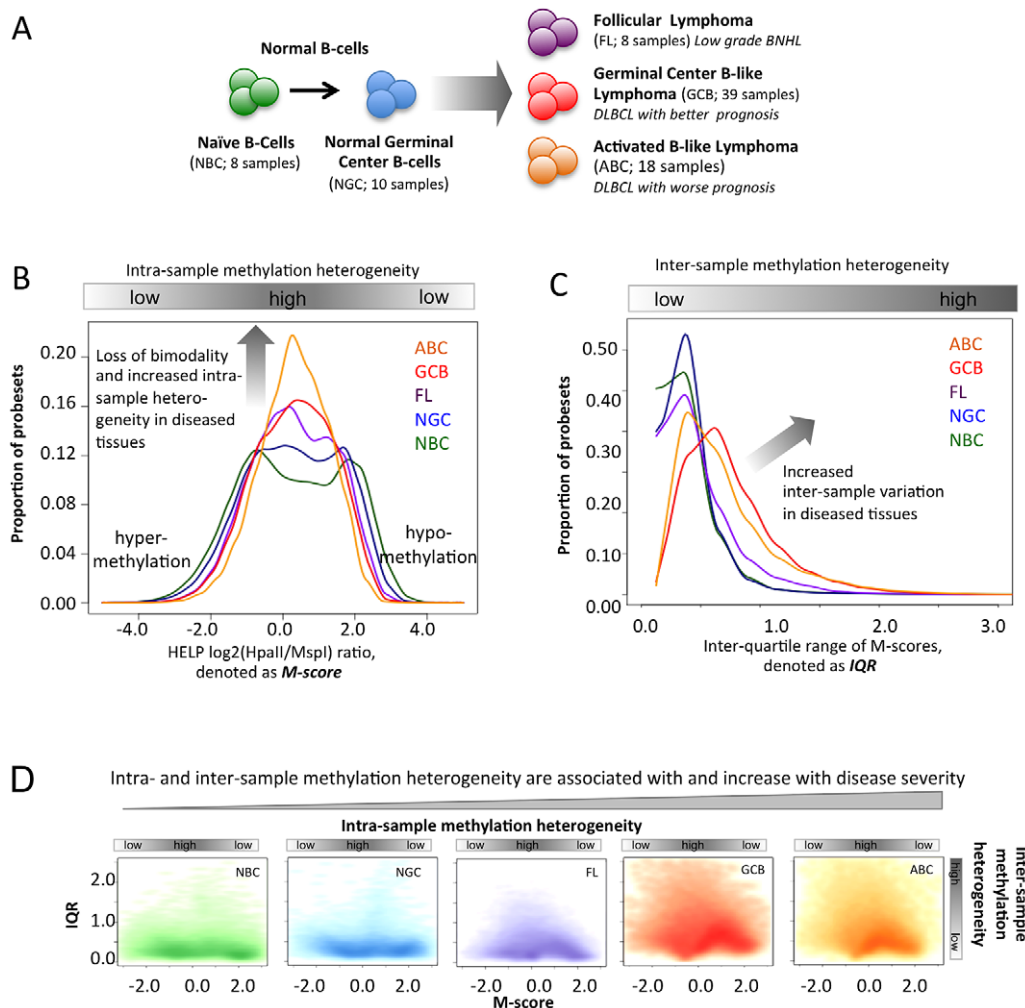 A
Normal B-cells
Naïve B-Cells
(NBC; 8 samples)
Normal Germinal
Center B-cells
(NGC; 10 samples)
Follicular Lymphoma
(FL; 8 samples) Low grade BNHL
Germinal Center B-like
Lymphoma (GCB; 39 samples)
DLBCL with better prognosis
Activated B-like Lymphoma
(ABC; 18 samples)
DLBCL with worse prognosis
B
Intra-sample methylation heterogeneity
low high low
Loss of bimodality
and increased intra-
sample hetero-
geneity in diseased
tissues
ABC
GCB
FL
NGC
NBC
hyper-
methylation
hypo-
methylation
Proportion of probesets
0.20
0.16
0.12
0.08
0.04
0.00
-4.0 -2.0 0.0 2.0 4.0
HELP log2(HpaII/MspI) ratio,
denoted as M-score
C
Inter-sample methylation heterogeneity
low high
ABC
GCB
FL
NGC
NBC
Increased
inter-sample variation
in diseased tissues
Proportion of probesets
0.50
0.40
0.30
0.20
0.10
0.00
0.0 1.0 2.0 3.0
Inter-quartile range of M-scores,
denoted as IQR
D
Intra- and inter-sample methylation heterogeneity are associated with and increase with disease severity
Intra-sample methylation heterogeneity
low high low low high low low high low low high low low high low
NBC NGC FL GCB ABC
IQR
2.0
1.0
0.0
-2.0 0.0 2.0 -2.0 0.0 2.0 -2.0 0.0 2.0 -2.0 0.0 2.0 -2.0 0.0 2.0
M-score
high
low
Inter-sample
methylation
heterogeneity